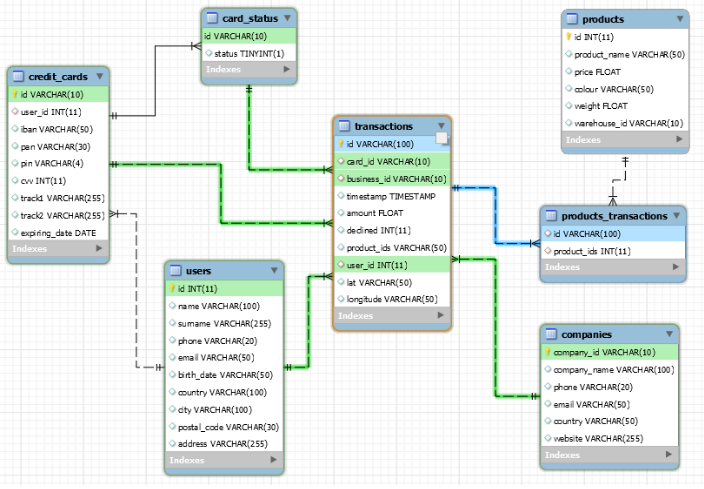 card_status
id VARCHAR(10)
status TINYINT(1)
Indexes
products
id INT(11)
product_name VARCHAR(50)
price FLOAT
colour VARCHAR(50)
weight FLOAT
warehouse_id VARCHAR(10)
Indexes
credit_cards
id VARCHAR(10)
user_id INT(11)
iban VARCHAR(50)
pan VARCHAR(30)
pin VARCHAR(4)
cvv INT(11)
track1 VARCHAR(255)
track2 VARCHAR(255)
expiring_date DATE
Indexes
transactions
id VARCHAR(100)
card_id VARCHAR(10)
business_id VARCHAR(10)
timestamp TIMESTAMP
amount FLOAT
declined INT(11)
product_ids VARCHAR(50)
user_id INT(11)
lat VARCHAR(50)
longitude VARCHAR(50)
Indexes
products_transactions
id VARCHAR(100)
product_ids INT(11)
Indexes
users
id INT(11)
name VARCHAR(100)
surname VARCHAR(255)
phone VARCHAR(20)
email VARCHAR(50)
birth_date VARCHAR(50)
country VARCHAR(100)
city VARCHAR(100)
postal_code VARCHAR(30)
address VARCHAR(255)
Indexes
companies
company_id VARCHAR(10)
company_name VARCHAR(100)
phone VARCHAR(20)
email VARCHAR(50)
country VARCHAR(50)
website VARCHAR(255)
Indexes